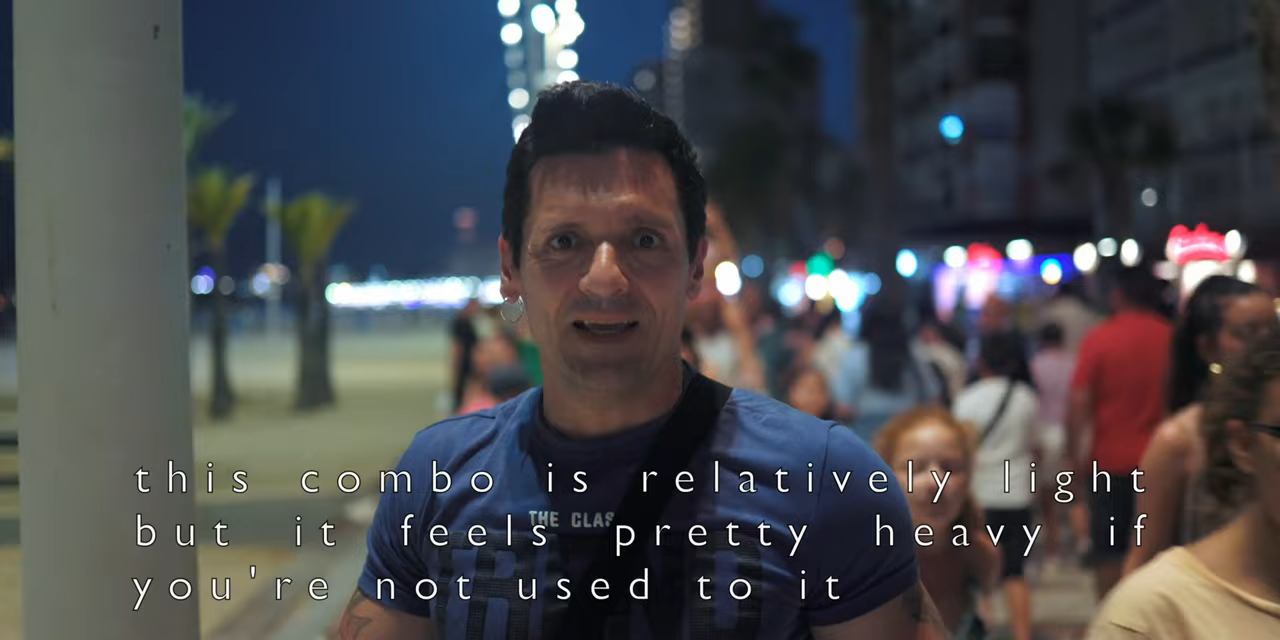 this combo is relatively light
but it feels pretty heavy if
you're not used to it
THE CLAS